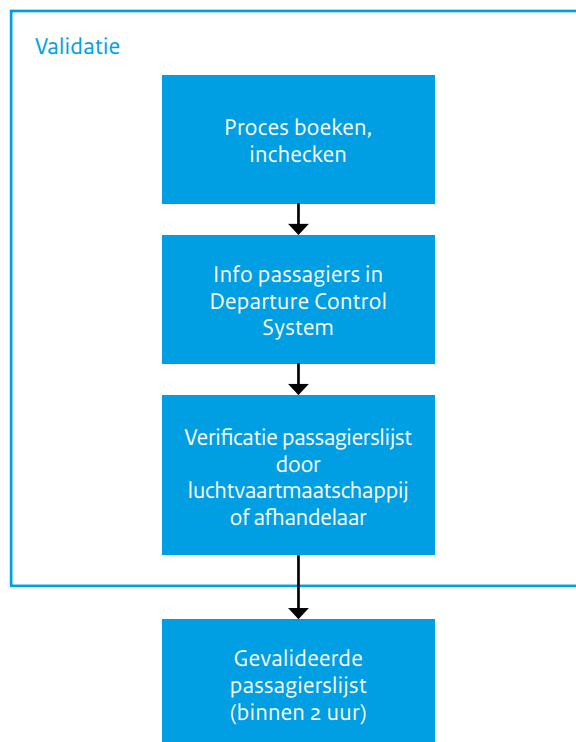 Validatie
Proces boeken,
inchecken
Info passagiers in
Departure Control
System
Verificatie passagierslijst
door
luchtvaartmaatschappij
of afhandelaar
Gevalideerde
passagierslijst
(binnen 2 uur)